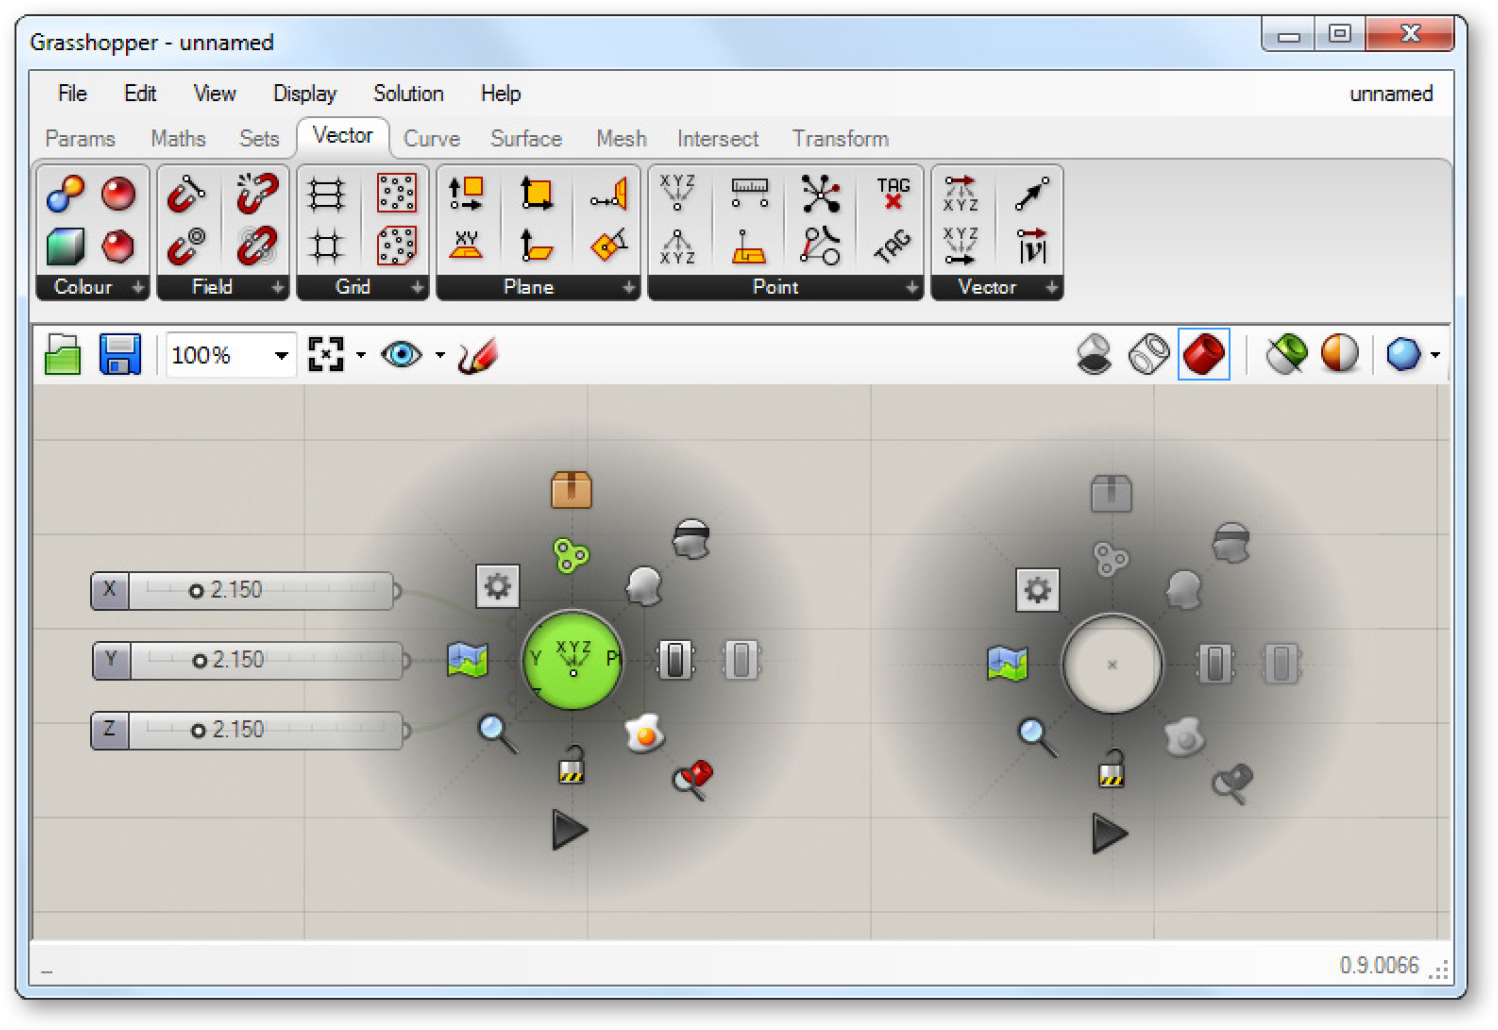 Grasshopper - unnamed
File Edit View Display Solution Help unnamed
Params Maths Sets Vector Curve Surface Mesh Intersect Transform
XYZ TAG XYZ
XY XYZ TAG XYZ |V|
Colour Field Grid Plane Point Vector
100%
X 2.150
XYZ
Y 2.150 Y
Z 2.150
0.9.0066